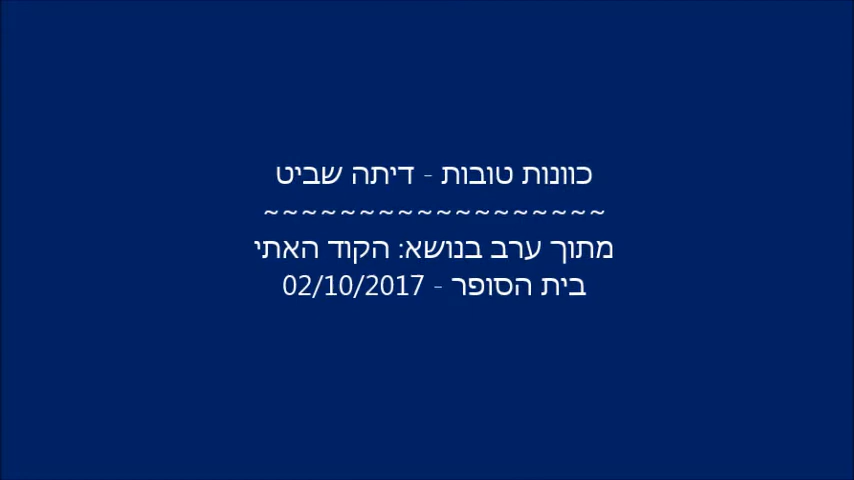 כוונות טובות - דיתה שביט
~~~~~~~~~~~~~~~~~~
מתוך ערב בנושא: הקוד האתי
בית הסופר - 02/10/2017